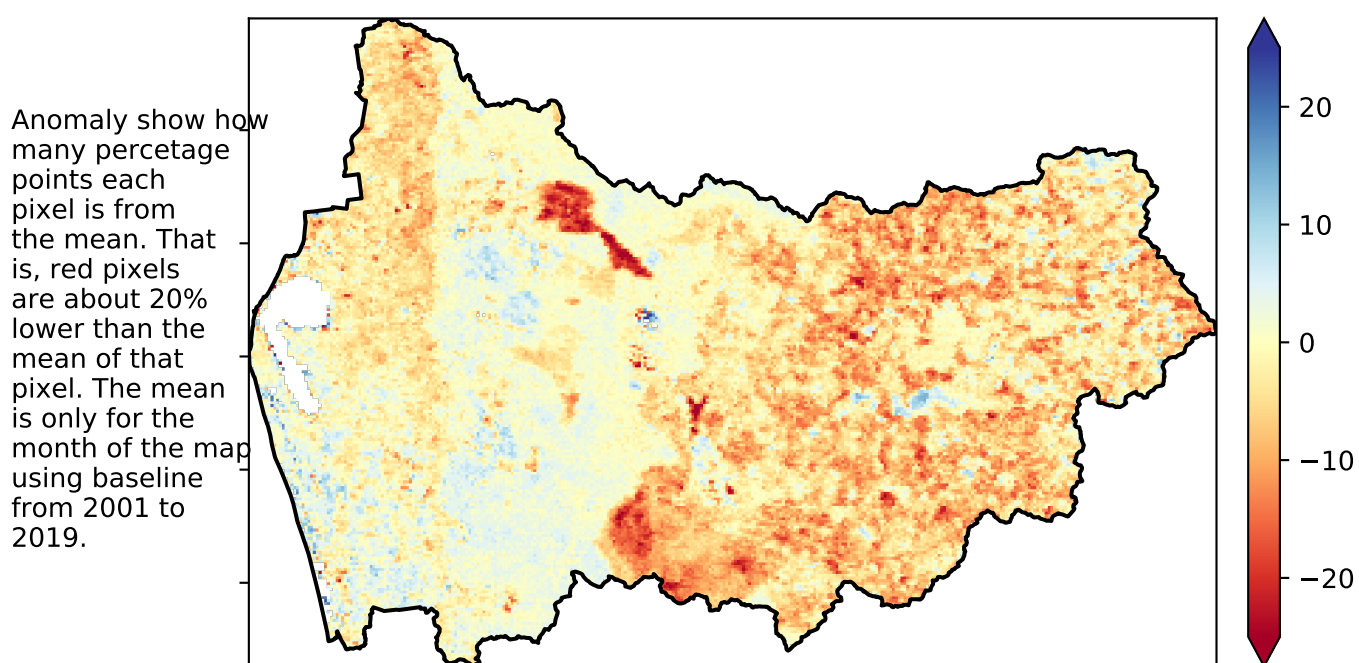 Anomaly show how
many percetage
points each
pixel is from
the mean. That
is, red pixels
are about 20%
lower than the
mean of that
pixel. The mean
is only for the
month of the map
using baseline
from 2001 to
2019.
20
10
0
−10
−20